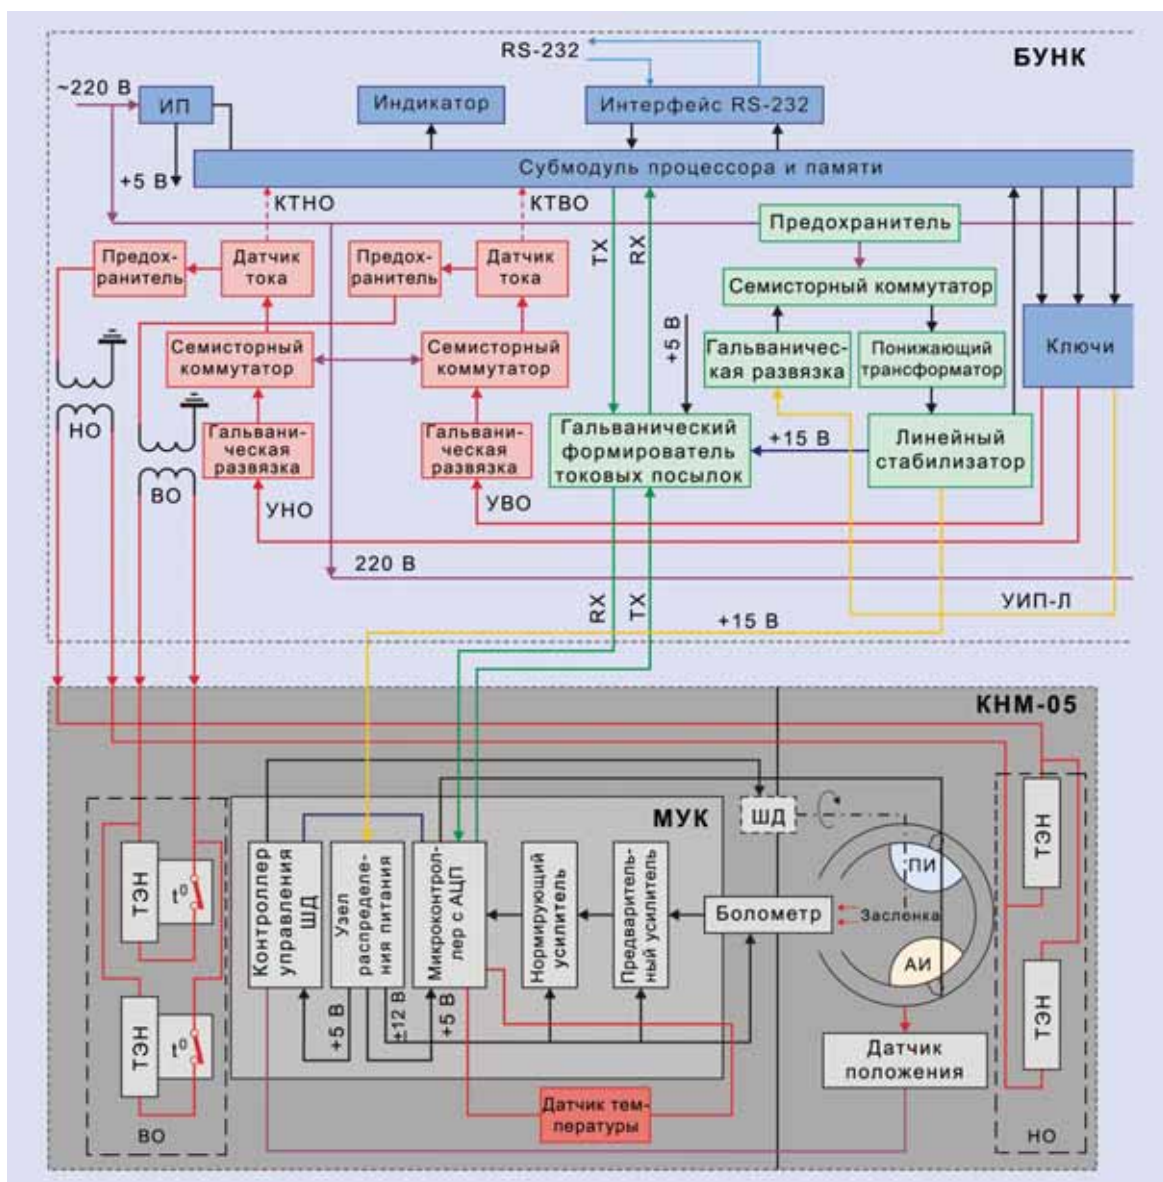 RS-232
БУНК
~220 В
ИП
Индикатор
Интерфейс RS-232
Субмодуль процессора и памяти
+5 В
КТНО
КТВО
TX
RX
Предохранитель
Предох-
ранитель
Датчик
тока
Предох-
ранитель
Датчик
тока
Семисторный коммутатор
+5 В
Семисторный
коммутатор
Семисторный
коммутатор
Гальваничес-
кая развязка
Понижающий
трансформатор
Ключи
НО
Гальвани-
ческая
развязка
Гальвани-
ческая
развязка
Гальванический
формирователь
токовых посылок
+15 В
Линейный
стабилизатор
ВО
УНО
УВО
220 В
RX
TX
УИП-Л
+15 В
КНМ-05
МУК
ШД
ТЭН
t⁰
Контроллер
управления
ШД
Узел
распределе-
ния питания
Микроконтрол-
лер с АЦП
Нормирующий
усилитель
Предваритель-
ный усилитель
Болометр
Засленка
ПИ
АИ
ТЭН
ТЭН
t⁰
+5 В
±12 В
+5 В
ТЭН
Датчик
положения
Датчик тем-
пературы
ВО
НО